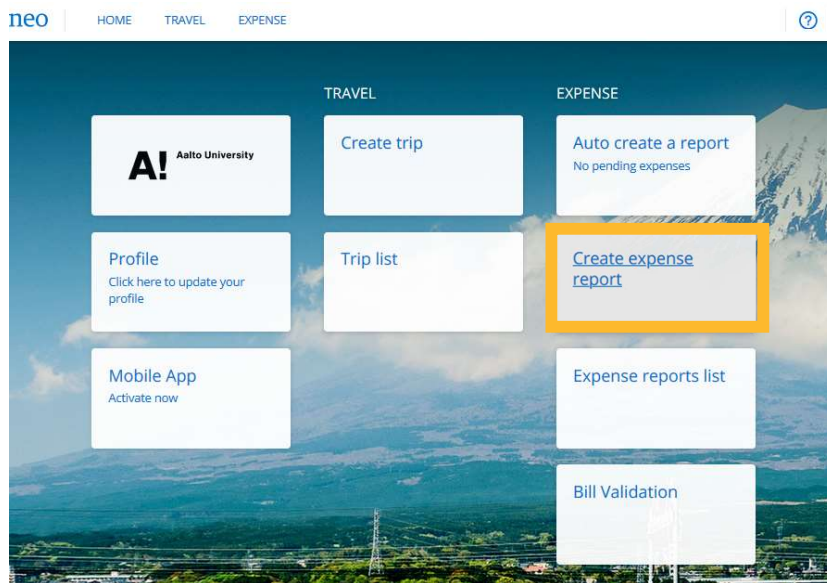 neo
HOME TRAVEL EXPENSE
?
TRAVEL EXPENSE
A! Aalto University
Create trip
Auto create a report
No pending expenses
Profile
Click here to update your
profile
Trip list
Create expense
report
Mobile App
Activate now
Expense reports list
Bill Validation